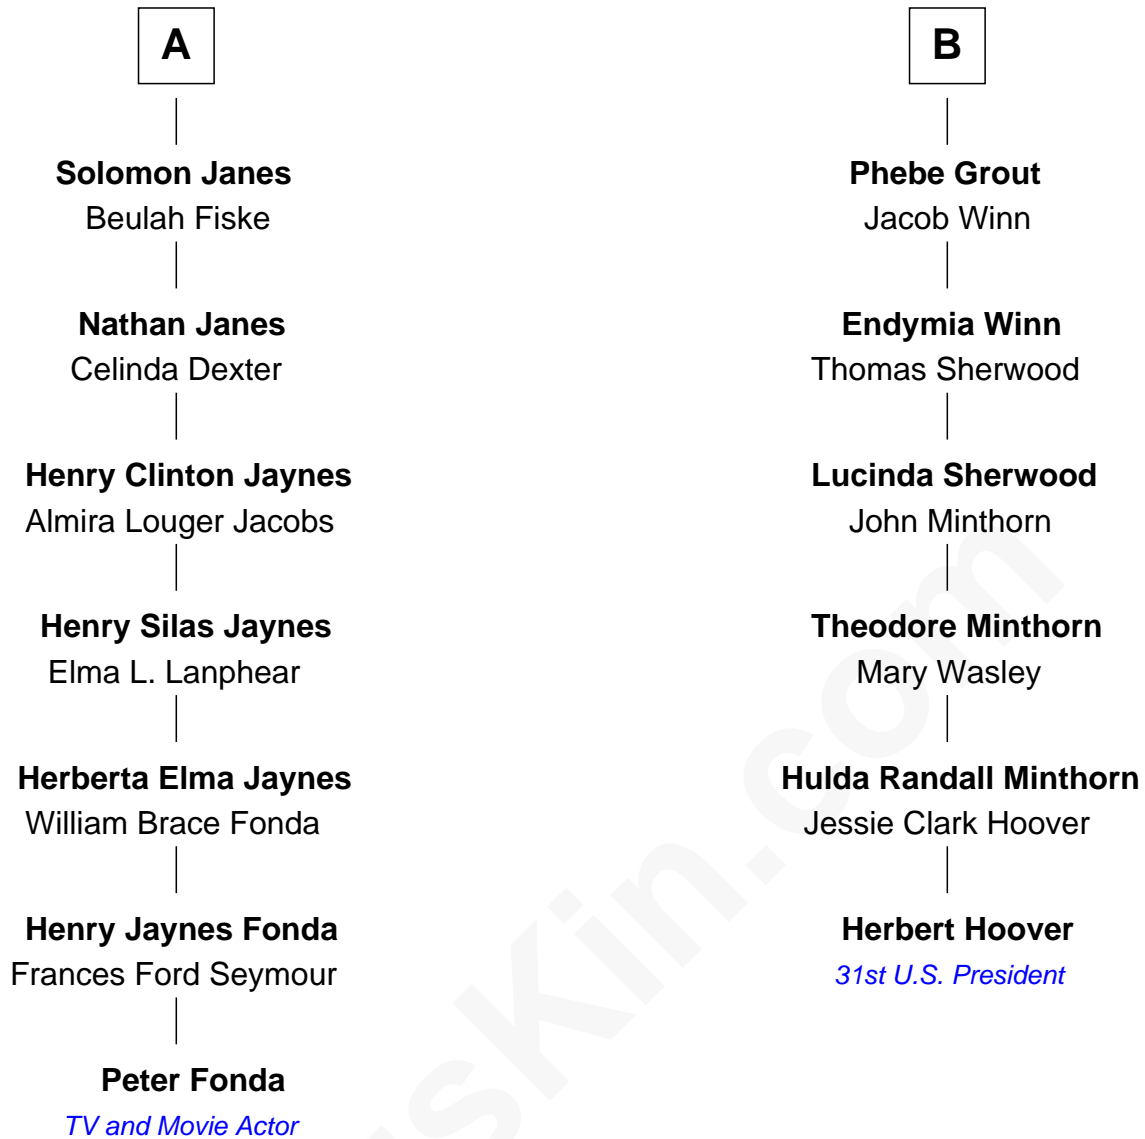 A
B
Solomon Janes
Beulah Fiske
Phebe Grout
Jacob Winn
Nathan Janes
Celinda Dexter
Endymia Winn
Thomas Sherwood
Henry Clinton Jaynes
Almira Louger Jacobs
Lucinda Sherwood
John Minthorn
Henry Silas Jaynes
Elma L. Lanphear
Theodore Minthorn
Mary Wasley
Herberta Elma Jaynes
William Brace Fonda
Hulda Randall Minthorn
Jessie Clark Hoover
Henry Jaynes Fonda
Frances Ford Seymour
Herbert Hoover
31st U.S. President
Peter Fonda
TV and Movie Actor
sKin.com